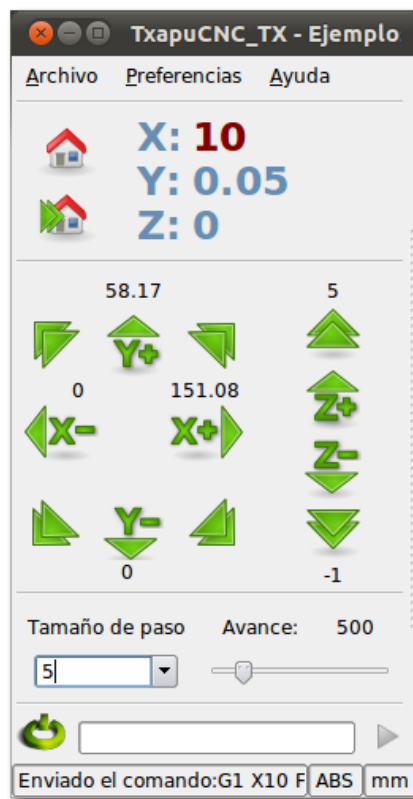 TxapuCNC_TX - Ejemplo
Archivo Preferencias Ayuda
X: 10
Y: 0.05
Z: 0
58.17 5
Y+
0 151.08
Z+
X- X+
Z-
Y-
0 -1
Tamaño de paso Avance: 500
5
Enviado el comando:G1 X10 F ABS mm